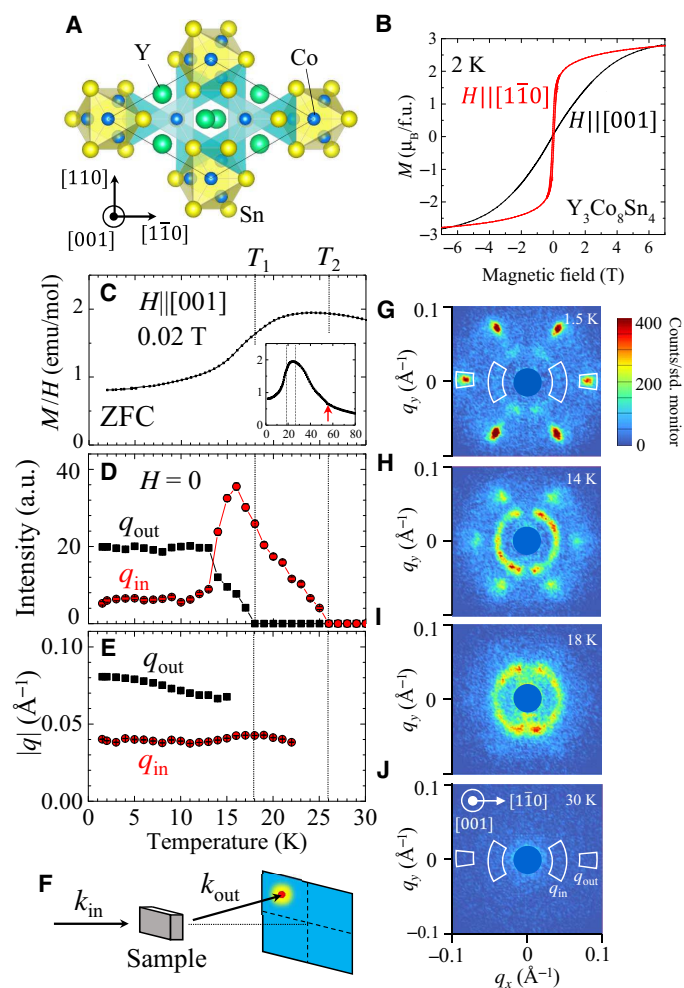 A
Y
Co
[110]
[001]
[11̅0]
Sn
B
M (μB/f.u.)
3
2
1
0
−1
−2
−3
2 K
H||[11̅0]
H||[001]
Y3Co8Sn4
−6 −4 −2 0 2 4 6
Magnetic field (T)
T1
T2
C
H||[001]
0.02 T
ZFC
M/H (emu/mol)
2
1
0
2
1
0
0 20 40 60 80
D
H = 0
qout
qin
Intensity (a.u.)
40
20
0
E
qout
qin
|q| (Å−1)
0.10
0.05
0.00
0 5 10 15 20 25 30
Temperature (K)
F
kin
kout
Sample
G
1.5 K
0.1
0
qy (Å−1)
400
200
0
Counts/std. monitor
H
14 K
0.1
0
qy (Å−1)
I
18 K
0.1
0
qy (Å−1)
J
30 K
[11̅0]
[001]
qin
qout
0.1
0
−0.1
qy (Å−1)
−0.1 0 0.1
qx (Å−1)